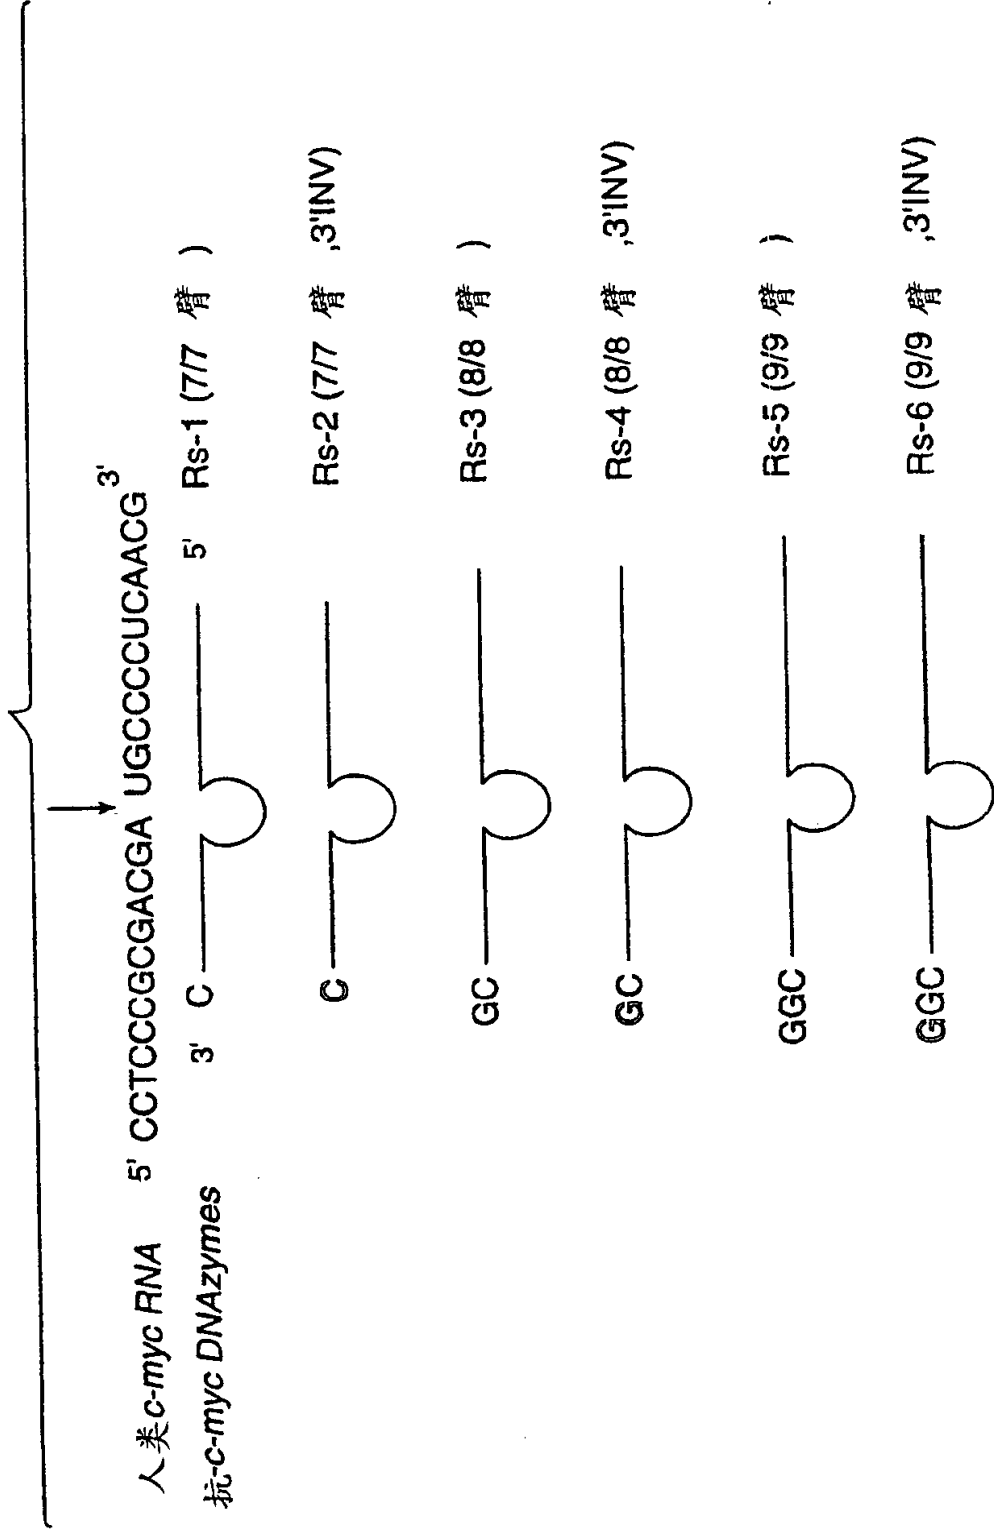 人类c-myc RNA 5' CCTCCCGCGACGA UGCCCCUCAACG 3'
抗-c-myc DNAzymes 3' C 5' Rs-1 (7/7 臂 )
C Rs-2 (7/7 臂 ,3'INV)
GC Rs-3 (8/8 臂 )
GC Rs-4 (8/8 臂 ,3'INV)
GGC Rs-5 (9/9 臂 )
GGC Rs-6 (9/9 臂 ,3'INV)